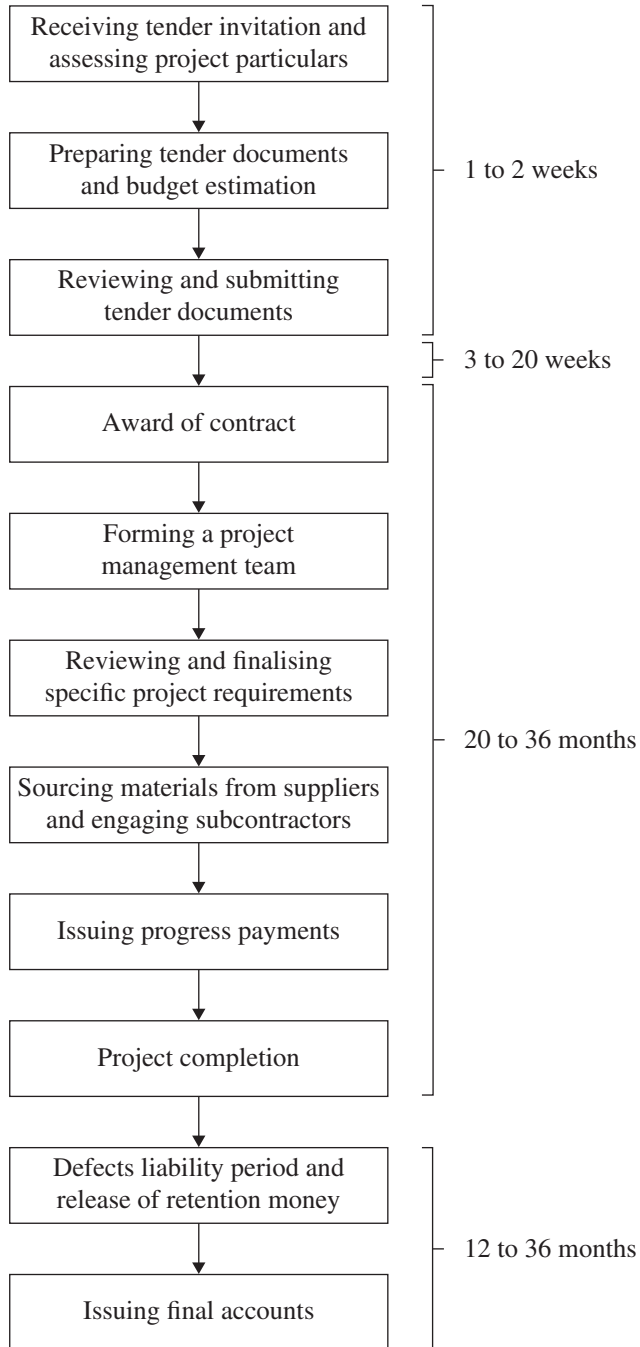 Receiving tender invitation and
assessing project particulars
Preparing tender documents
and budget estimation
1 to 2 weeks
Reviewing and submitting
tender documents
3 to 20 weeks
Award of contract
Forming a project
management team
Reviewing and finalising
specific project requirements
20 to 36 months
Sourcing materials from suppliers
and engaging subcontractors
Issuing progress payments
Project completion
Defects liability period and
release of retention money
12 to 36 months
Issuing final accounts